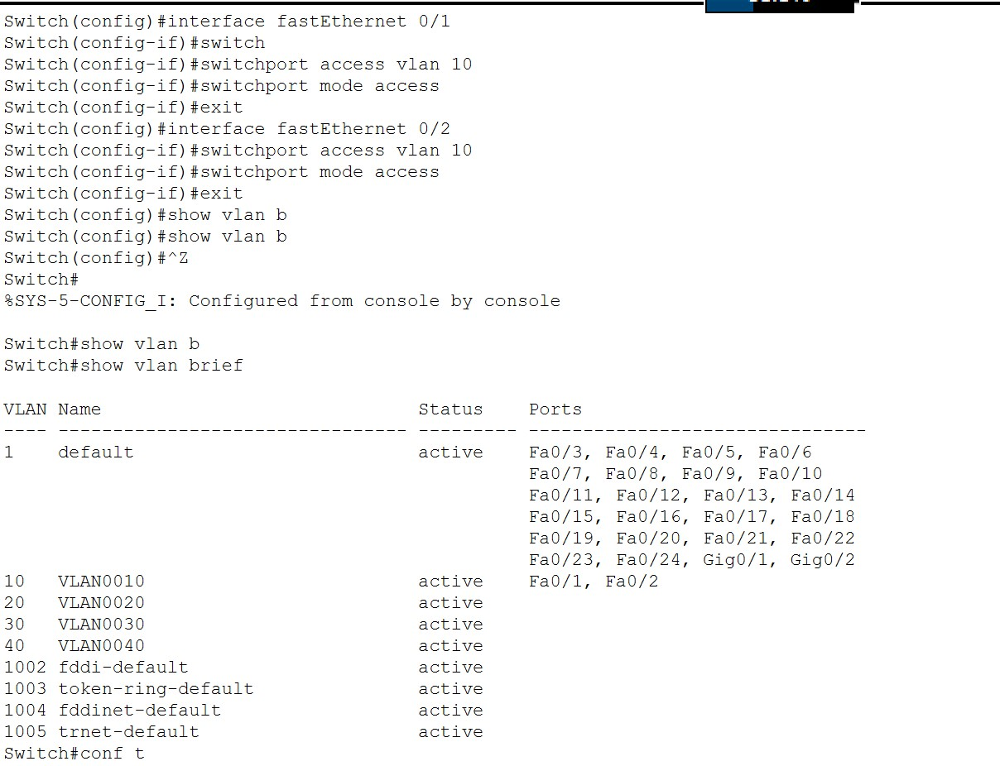 Switch(config)#interface fastEthernet 0/1
Switch(config-if)#switch
Switch(config-if)#switchport access vlan 10
Switch(config-if)#switchport mode access
Switch(config-if)#exit
Switch(config)#interface fastEthernet 0/2
Switch(config-if)#switchport access vlan 10
Switch(config-if)#switchport mode access
Switch(config-if)#exit
Switch(config)#show vlan b
Switch(config)#show vlan b
Switch(config)#^Z
Switch#
%SYS-5-CONFIG_I: Configured from console by console
Switch#show vlan b
Switch#show vlan brief
VLAN Name Status Ports
---- -------------------------------- --------- -------------------------------
1 default active Fa0/3, Fa0/4, Fa0/5, Fa0/6
Fa0/7, Fa0/8, Fa0/9, Fa0/10
Fa0/11, Fa0/12, Fa0/13, Fa0/14
Fa0/15, Fa0/16, Fa0/17, Fa0/18
Fa0/19, Fa0/20, Fa0/21, Fa0/22
Fa0/23, Fa0/24, Gig0/1, Gig0/2
10 VLAN0010 active Fa0/1, Fa0/2
20 VLAN0020 active
30 VLAN0030 active
40 VLAN0040 active
1002 fddi-default active
1003 token-ring-default active
1004 fddinet-default active
1005 trnet-default active
Switch#conf t